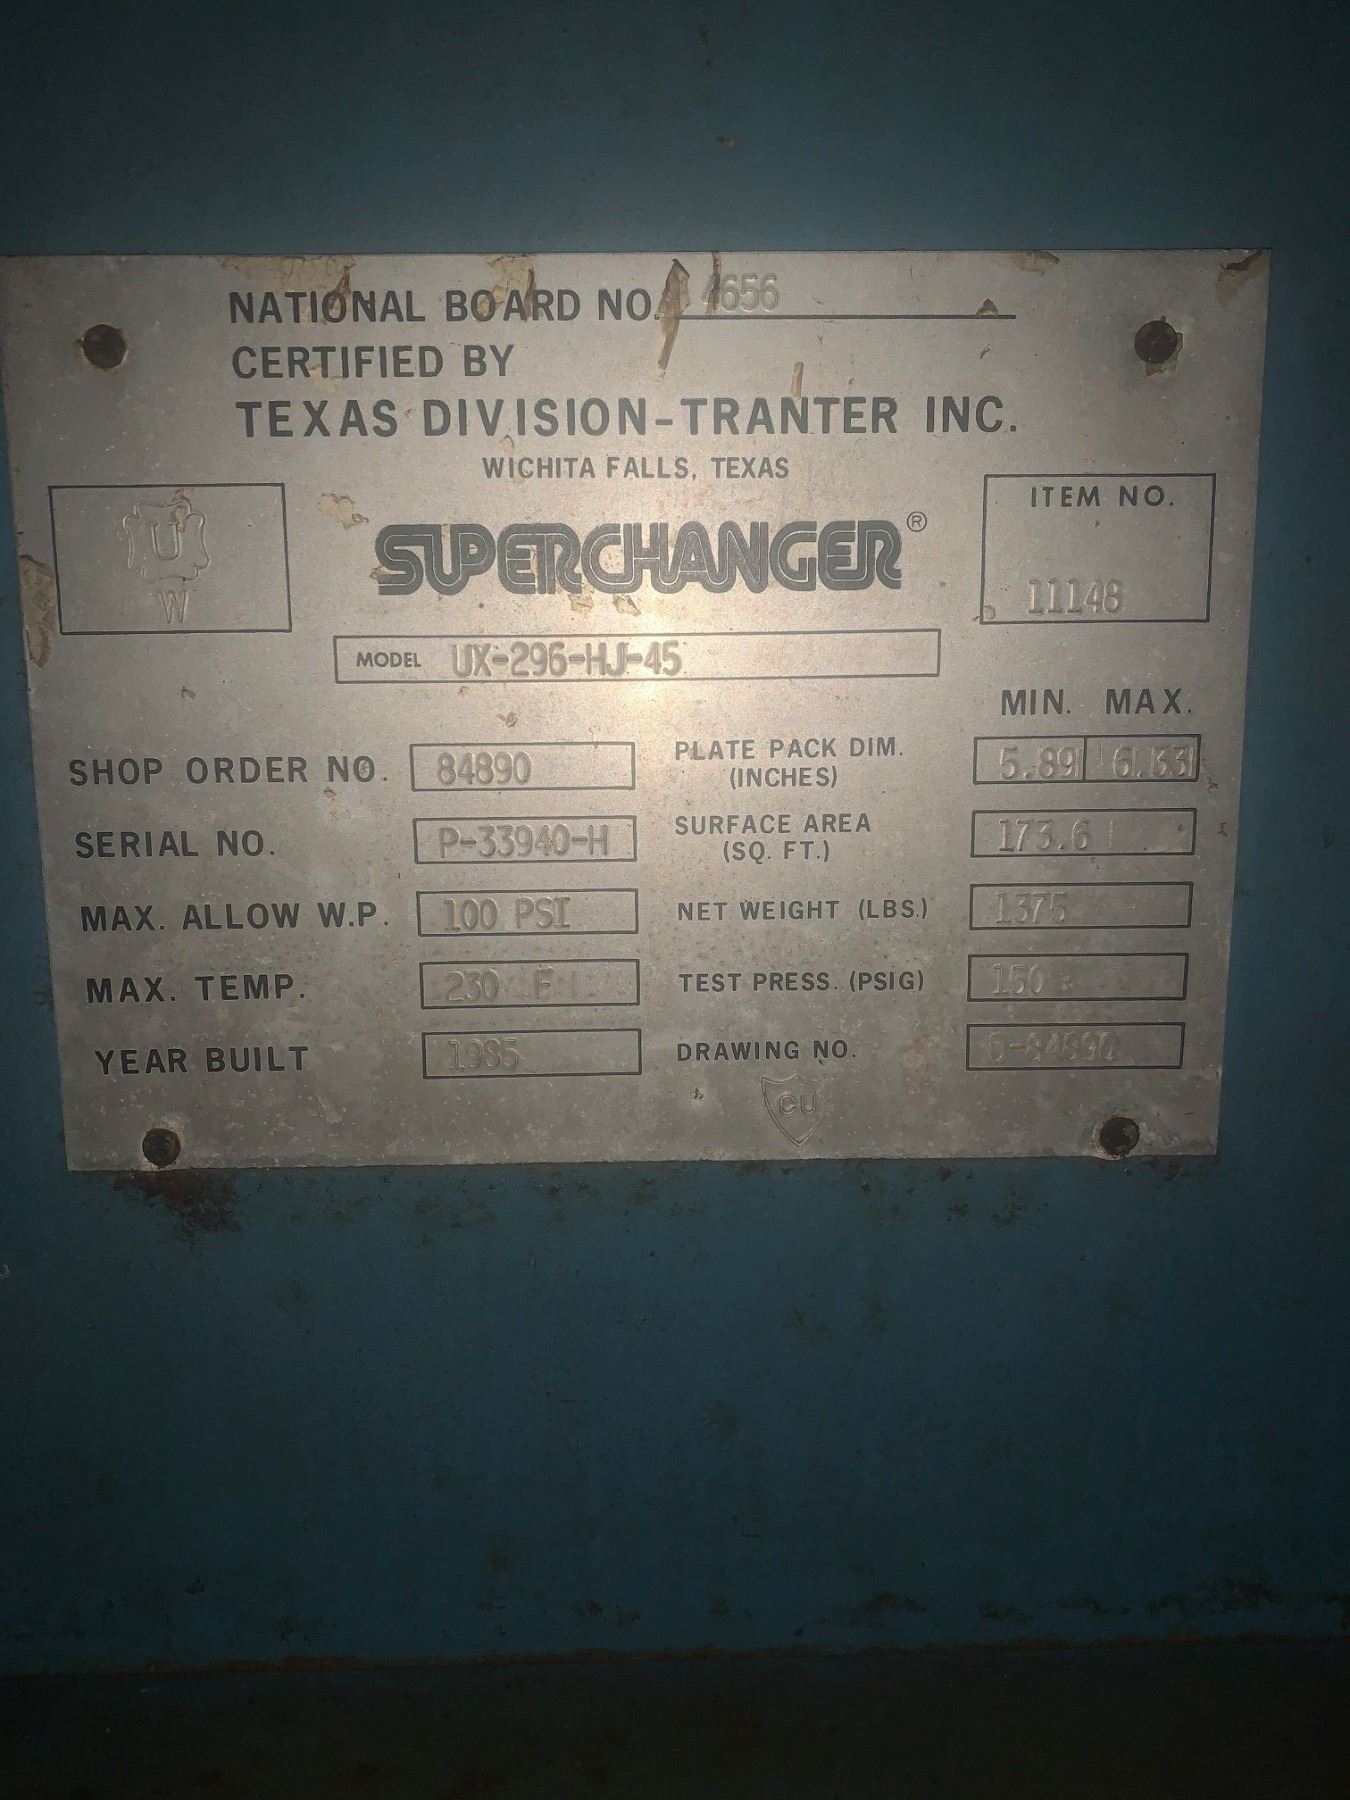 NATIONAL BOARD NO. 4656
CERTIFIED BY
TEXAS DIVISION-TRANTER INC.
WICHITA FALLS, TEXAS
U
W
SUPERCHANGER®
ITEM NO.
11148
MODEL UX-296-HJ-45
MIN. MAX.
SHOP ORDER NO. 84890
PLATE PACK DIM. 5.89 6.33
(INCHES)
SERIAL NO. P-33940-H
SURFACE AREA 173.6
(SQ. FT.)
MAX. ALLOW W.P. 100 PSI
NET WEIGHT (LBS.) 1375
MAX. TEMP. 230 F
TEST PRESS. (PSIG) 150
YEAR BUILT 1985
DRAWING NO. D-84890
CU